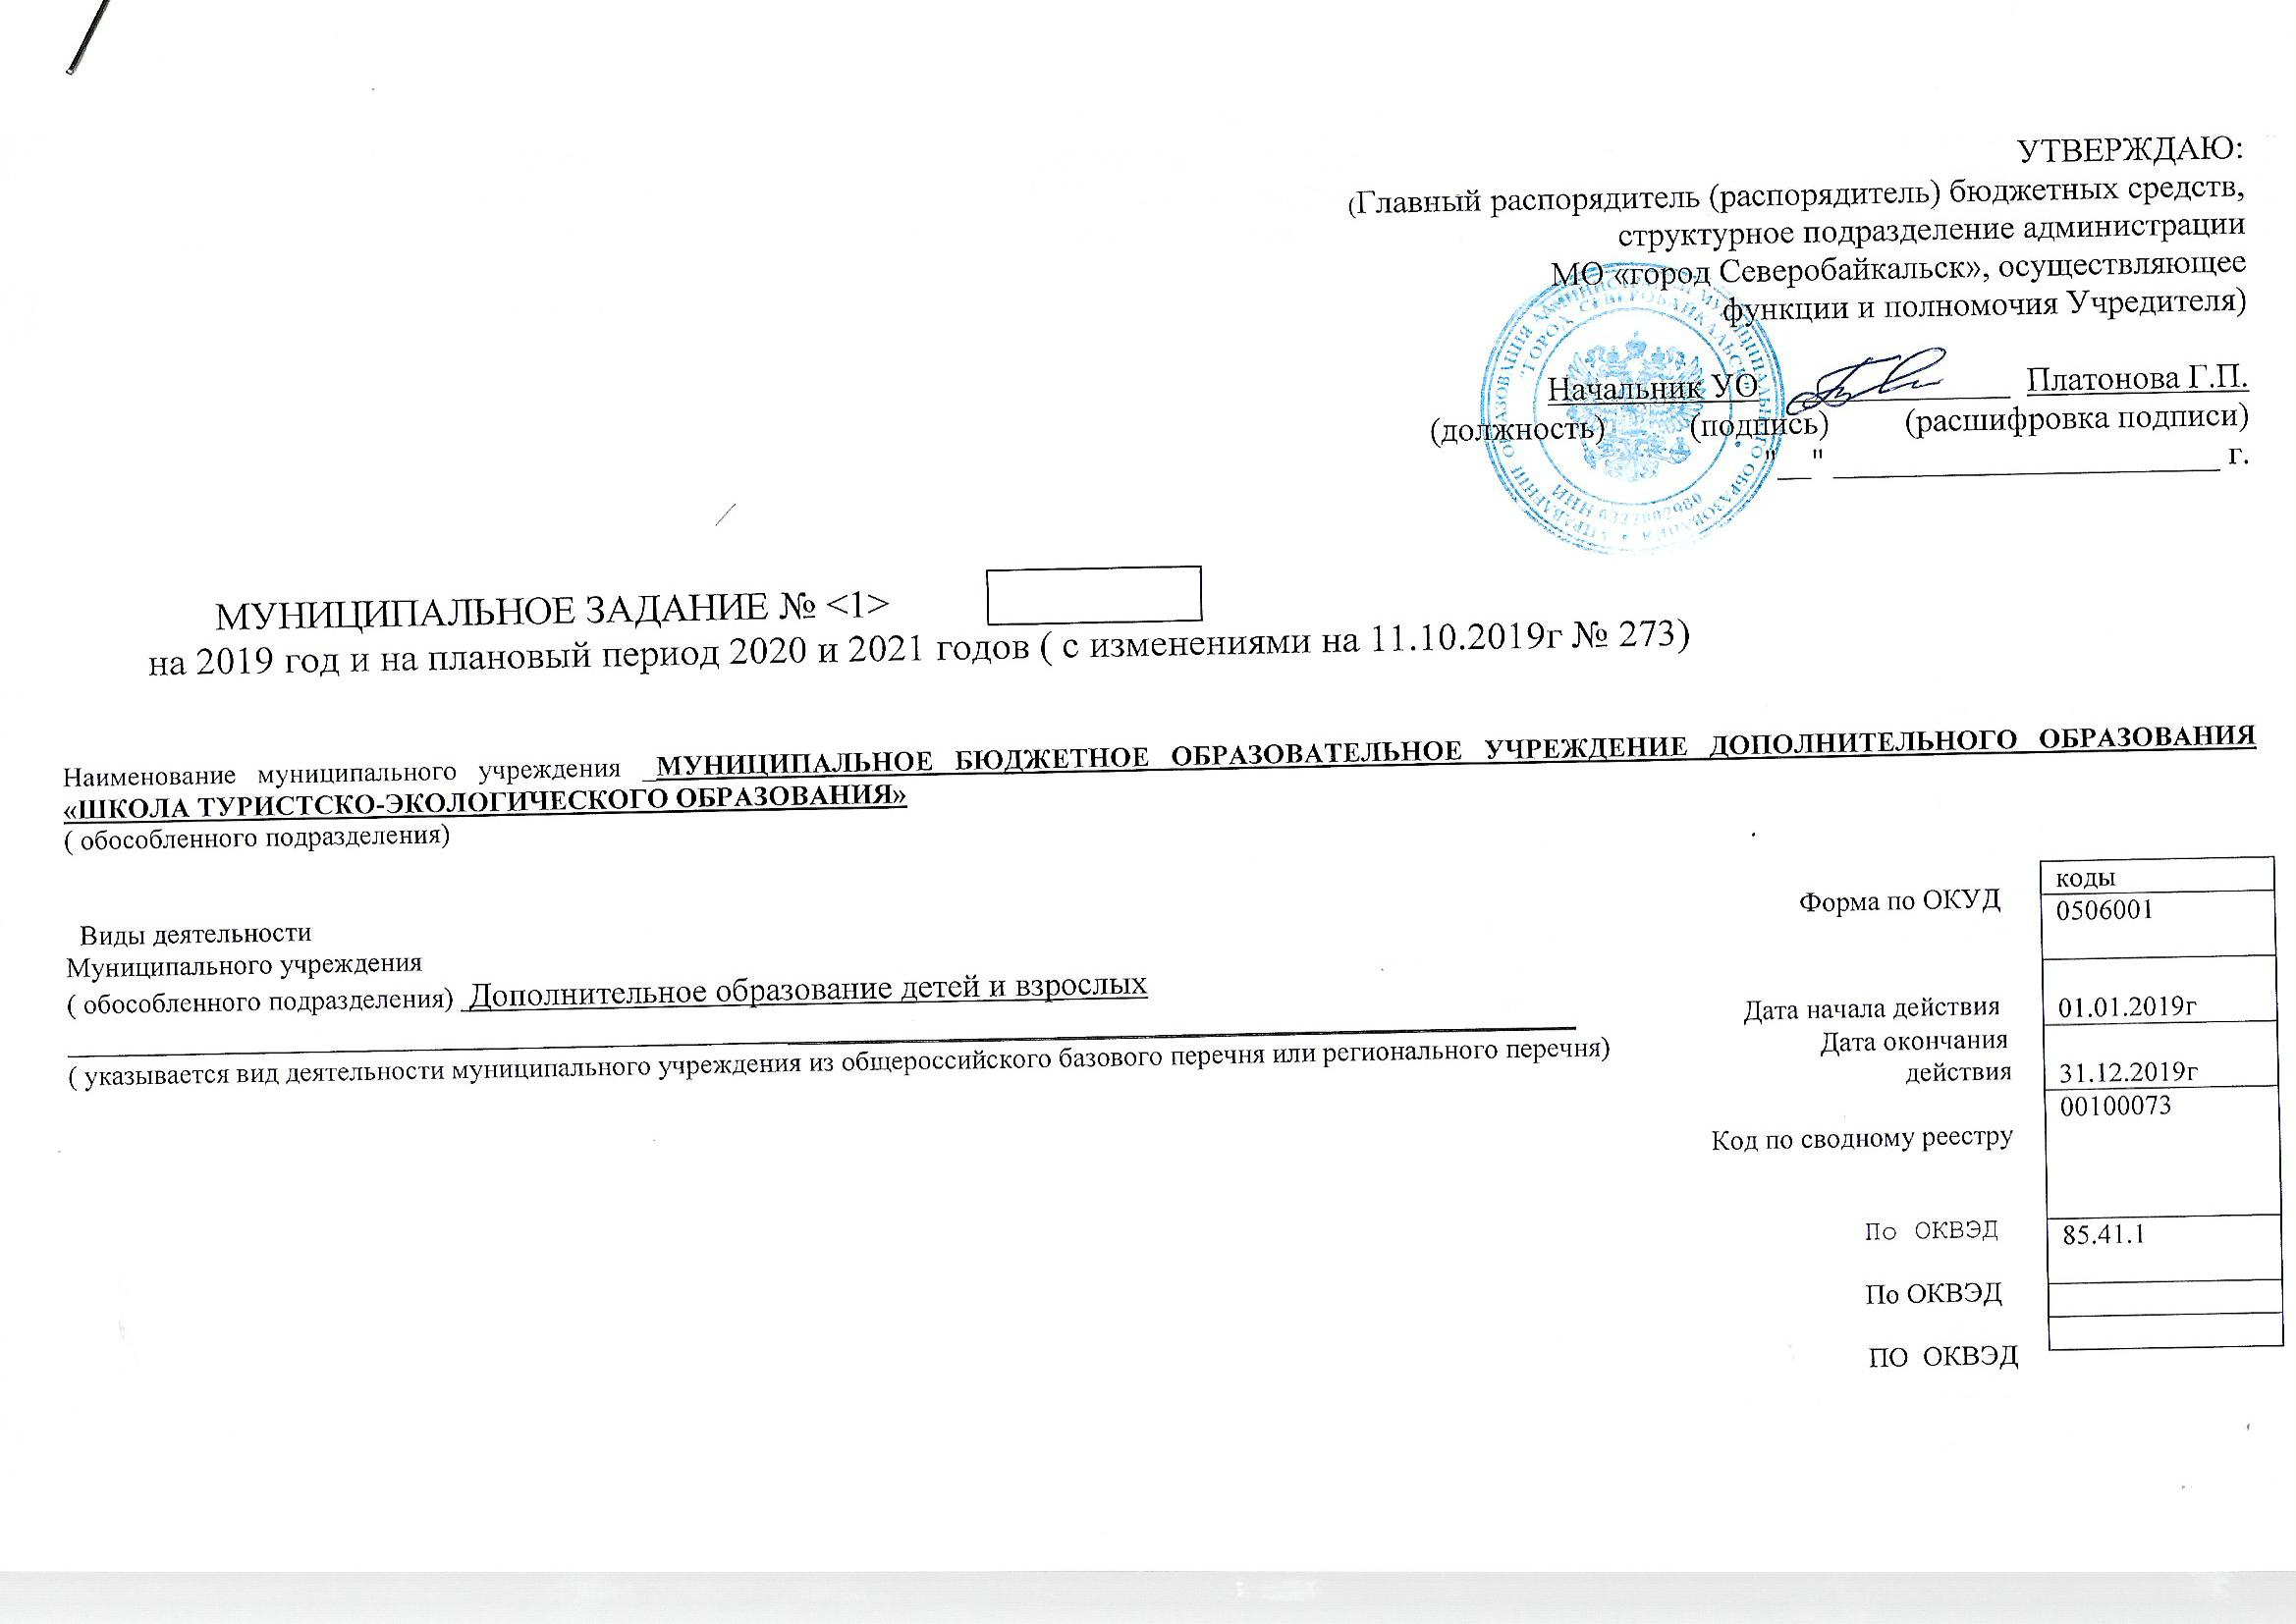 УТВЕРЖДАЮ:
(Главный распорядитель (распорядитель) бюджетных средств,
структурное подразделение администрации
МО «город Северобайкальск», осуществляющее
функции и полномочия Учредителя)
Начальник УО ____________ Платонова Г.П.
(должность) (подпись) (расшифровка подписи)
"__" ______________________ г.
МУНИЦИПАЛЬНОЕ ЗАДАНИЕ № <1>
на 2019 год и на плановый период 2020 и 2021 годов ( с изменениями на 11.10.2019г № 273)
Наименование муниципального учреждения МУНИЦИПАЛЬНОЕ БЮДЖЕТНОЕ ОБРАЗОВАТЕЛЬНОЕ УЧРЕЖДЕНИЕ ДОПОЛНИТЕЛЬНОГО ОБРАЗОВАНИЯ
«ШКОЛА ТУРИСТСКО-ЭКОЛОГИЧЕСКОГО ОБРАЗОВАНИЯ»
( обособленного подразделения)
коды
Форма по ОКУД 0506001
Виды деятельности
Муниципального учреждения
( обособленного подразделения) Дополнительное образование детей и взрослых
Дата начала действия 01.01.2019г
( указывается вид деятельности муниципального учреждения из общероссийского базового перечня или регионального перечня)
Дата окончания
действия 31.12.2019г
00100073
Код по сводному реестру
По ОКВЭД 85.41.1
По ОКВЭД
ПО ОКВЭД